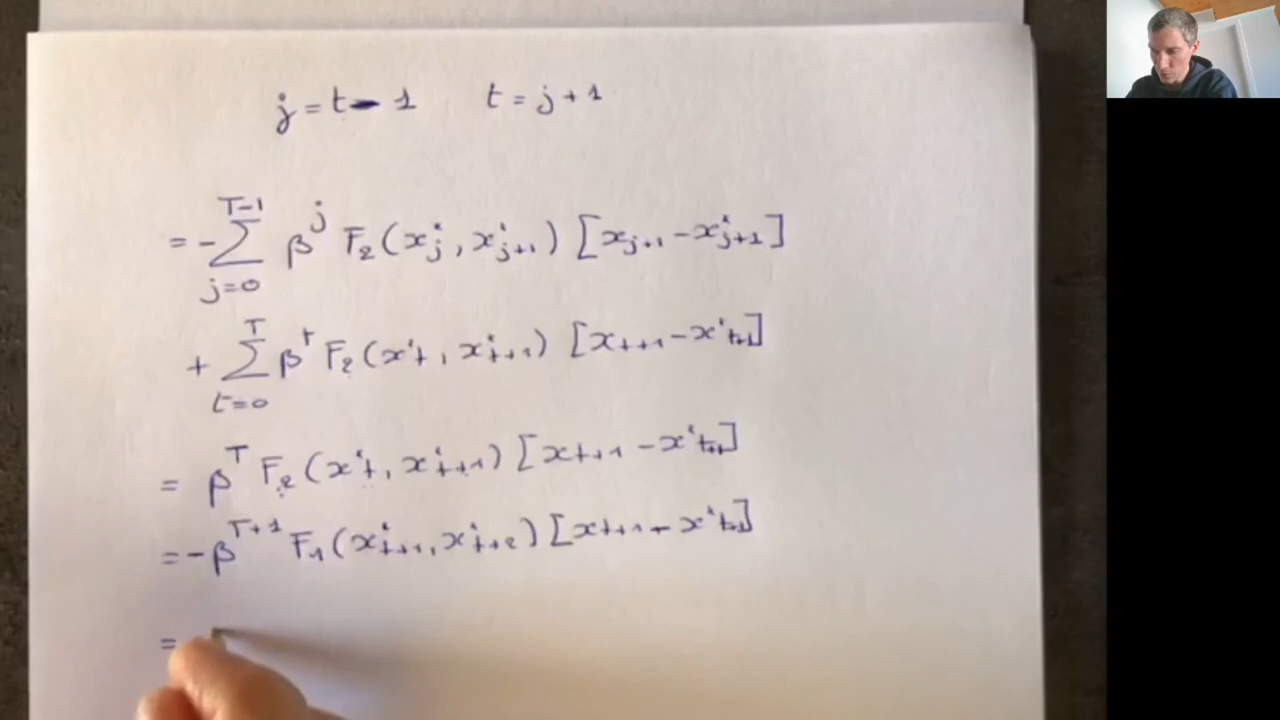 j = t - 1 t = j + 1
T-1
= - ∑ β^j F₂(x*_j, x*_{j+1}) [x_{j+1} - x*_{j+1}]
j=0
T
+ ∑ β^t F₂(x*_t, x*_{t+1}) [x_{t+1} - x*_{t+1}]
t=0
= β^T F₂(x*_t, x*_{t+1}) [x_{t+1} - x*_{t+1}]
= - β^{T+1} F₁(x*_{t+1}, x*_{t+2}) [x_{t+1} - x*_{t+1}]
=